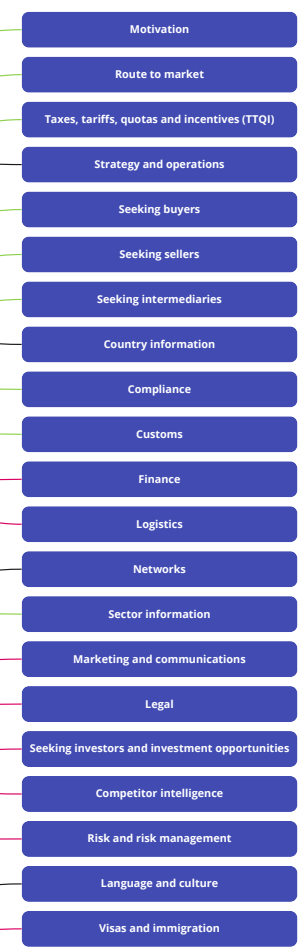 Motivation
Route to market
Taxes, tariffs, quotas and incentives (TTQI)
Strategy and operations
Seeking buyers
Seeking sellers
Seeking intermediaries
Country information
Compliance
Customs
Finance
Logistics
Networks
Sector information
Marketing and communications
Legal
Seeking investors and investment opportunities
Competitor intelligence
Risk and risk management
Language and culture
Visas and immigration